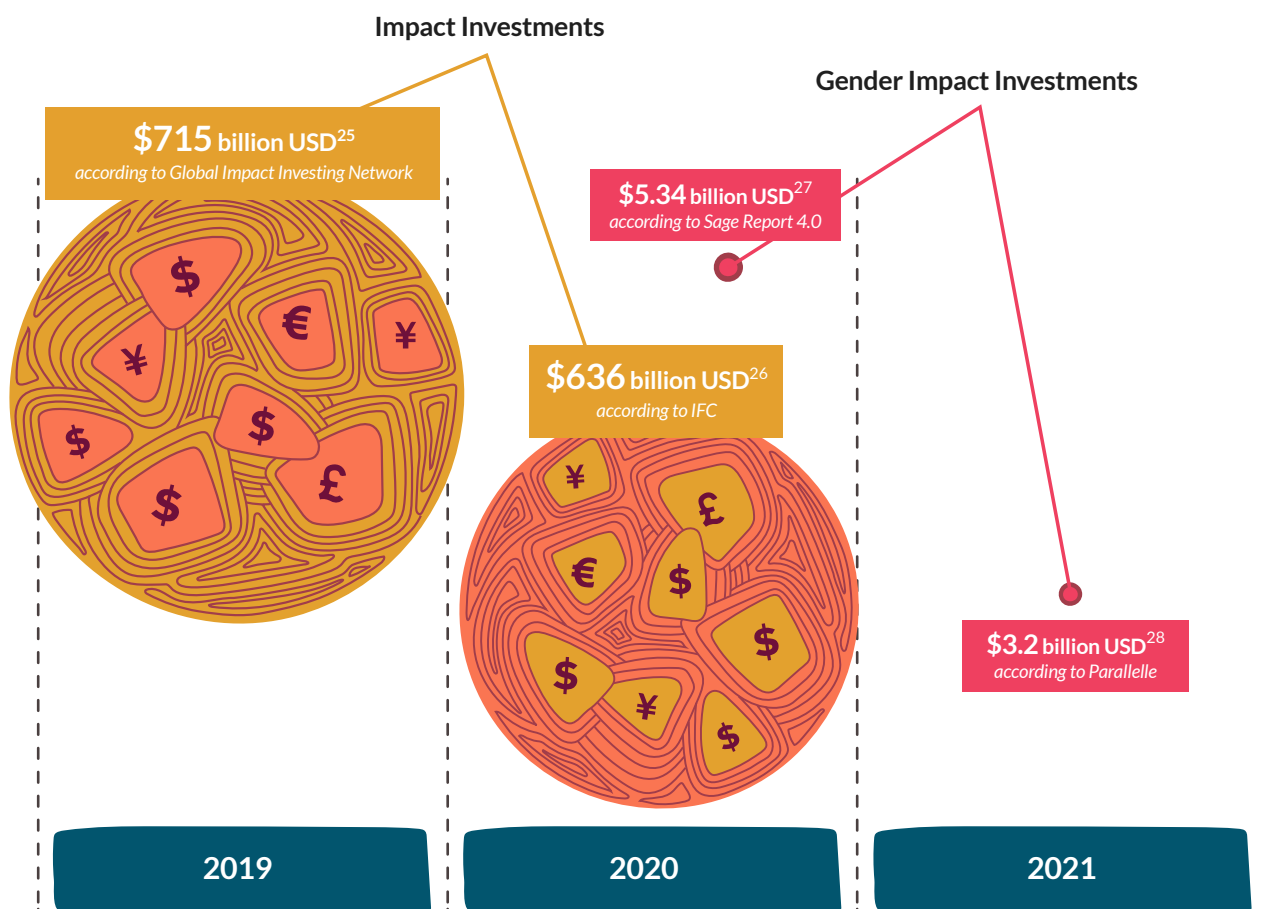 Impact Investments
Gender Impact Investments
$715 billion USD25
according to Global Impact Investing Network
$5.34 billion USD27
according to Sage Report 4.0
$636 billion USD26
according to IFC
$
€
¥
¥
$
$
£
$
¥
£
€
$
$
$
¥
$
$3.2 billion USD28
according to Parallelle
2019
2020
2021